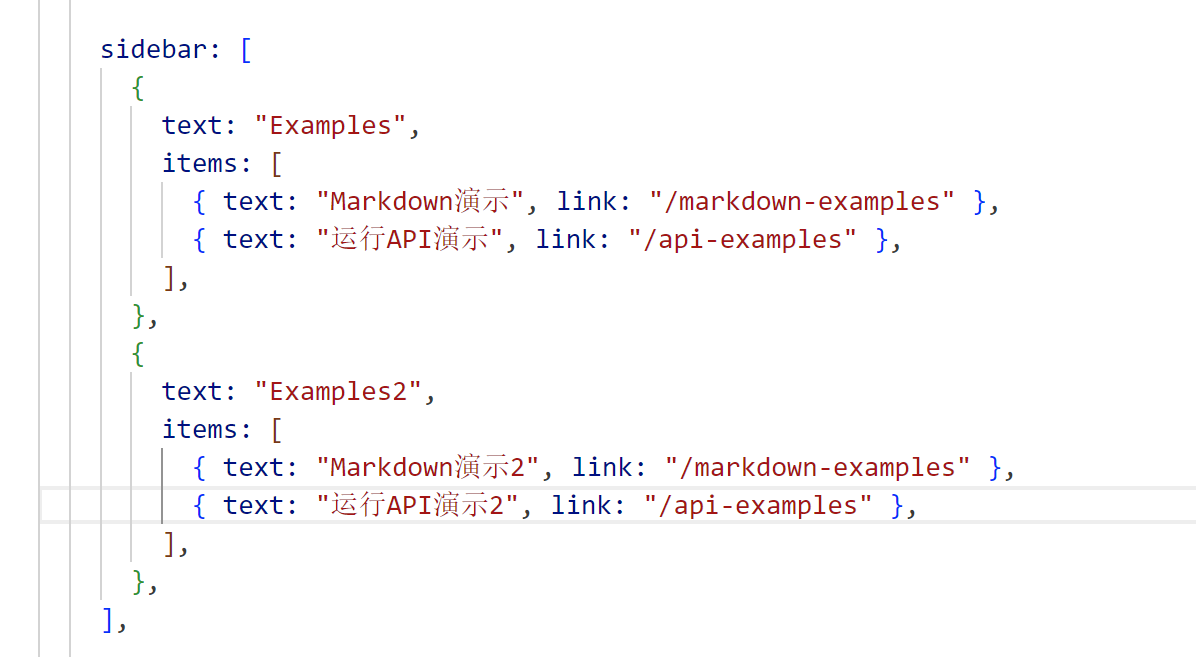 sidebar: [
{
text: "Examples",
items: [
{ text: "Markdown演示", link: "/markdown-examples" },
{ text: "运行API演示", link: "/api-examples" },
],
},
{
text: "Examples2",
items: [
{ text: "Markdown演示2", link: "/markdown-examples" },
{ text: "运行API演示2", link: "/api-examples" },
],
},
],